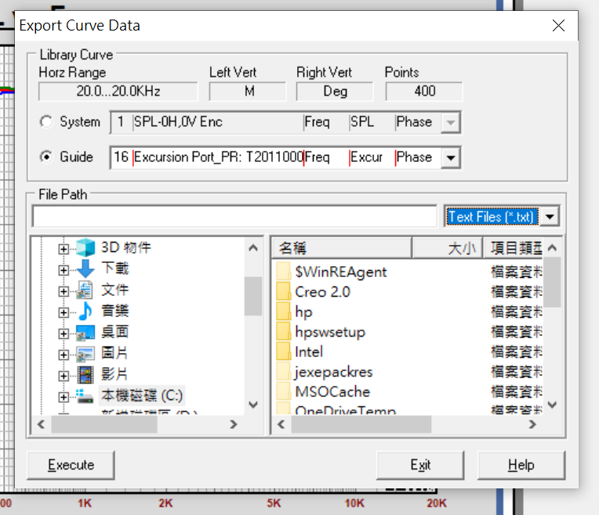 Export Curve Data
Library Curve
Horz Range Left Vert Right Vert Points
20.0...20.0KHz M Deg 400
System 1 SPL-0H,0V Enc Freq SPL Phase
Guide 16 Excursion Port_PR: T2011000 Freq Excur Phase
File Path
Text Files (*.txt)
3D 物件
下載
文件
音樂
桌面
圖片
影片
本機磁碟 (C:)
名稱 大小 項目類型
$WinREAgent 檔案資料
Creo 2.0 檔案資料
hp 檔案資料
hpswsetup 檔案資料
Intel 檔案資料
jexepackres 檔案資料
MSOCache 檔案資料
OneDriveTemp 檔案資料
Execute Exit Help
00 1K 2K 5K 10K 20K